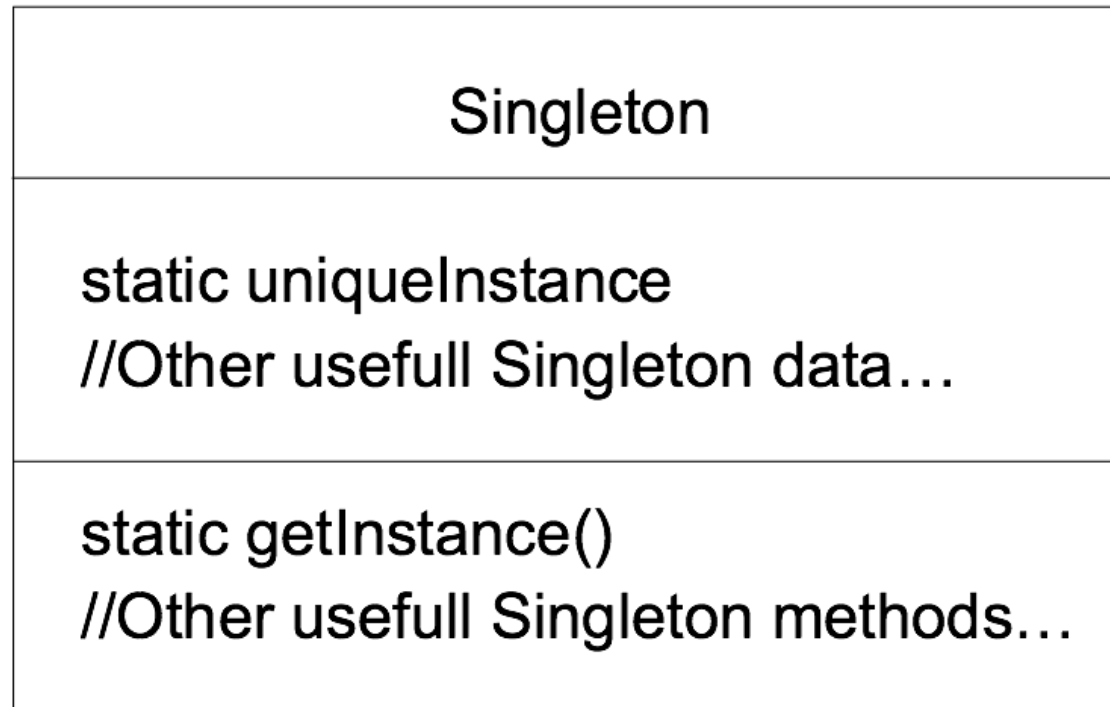 Singleton
static uniqueInstance
//Other usefull Singleton data…
static getInstance()
//Other usefull Singleton methods…